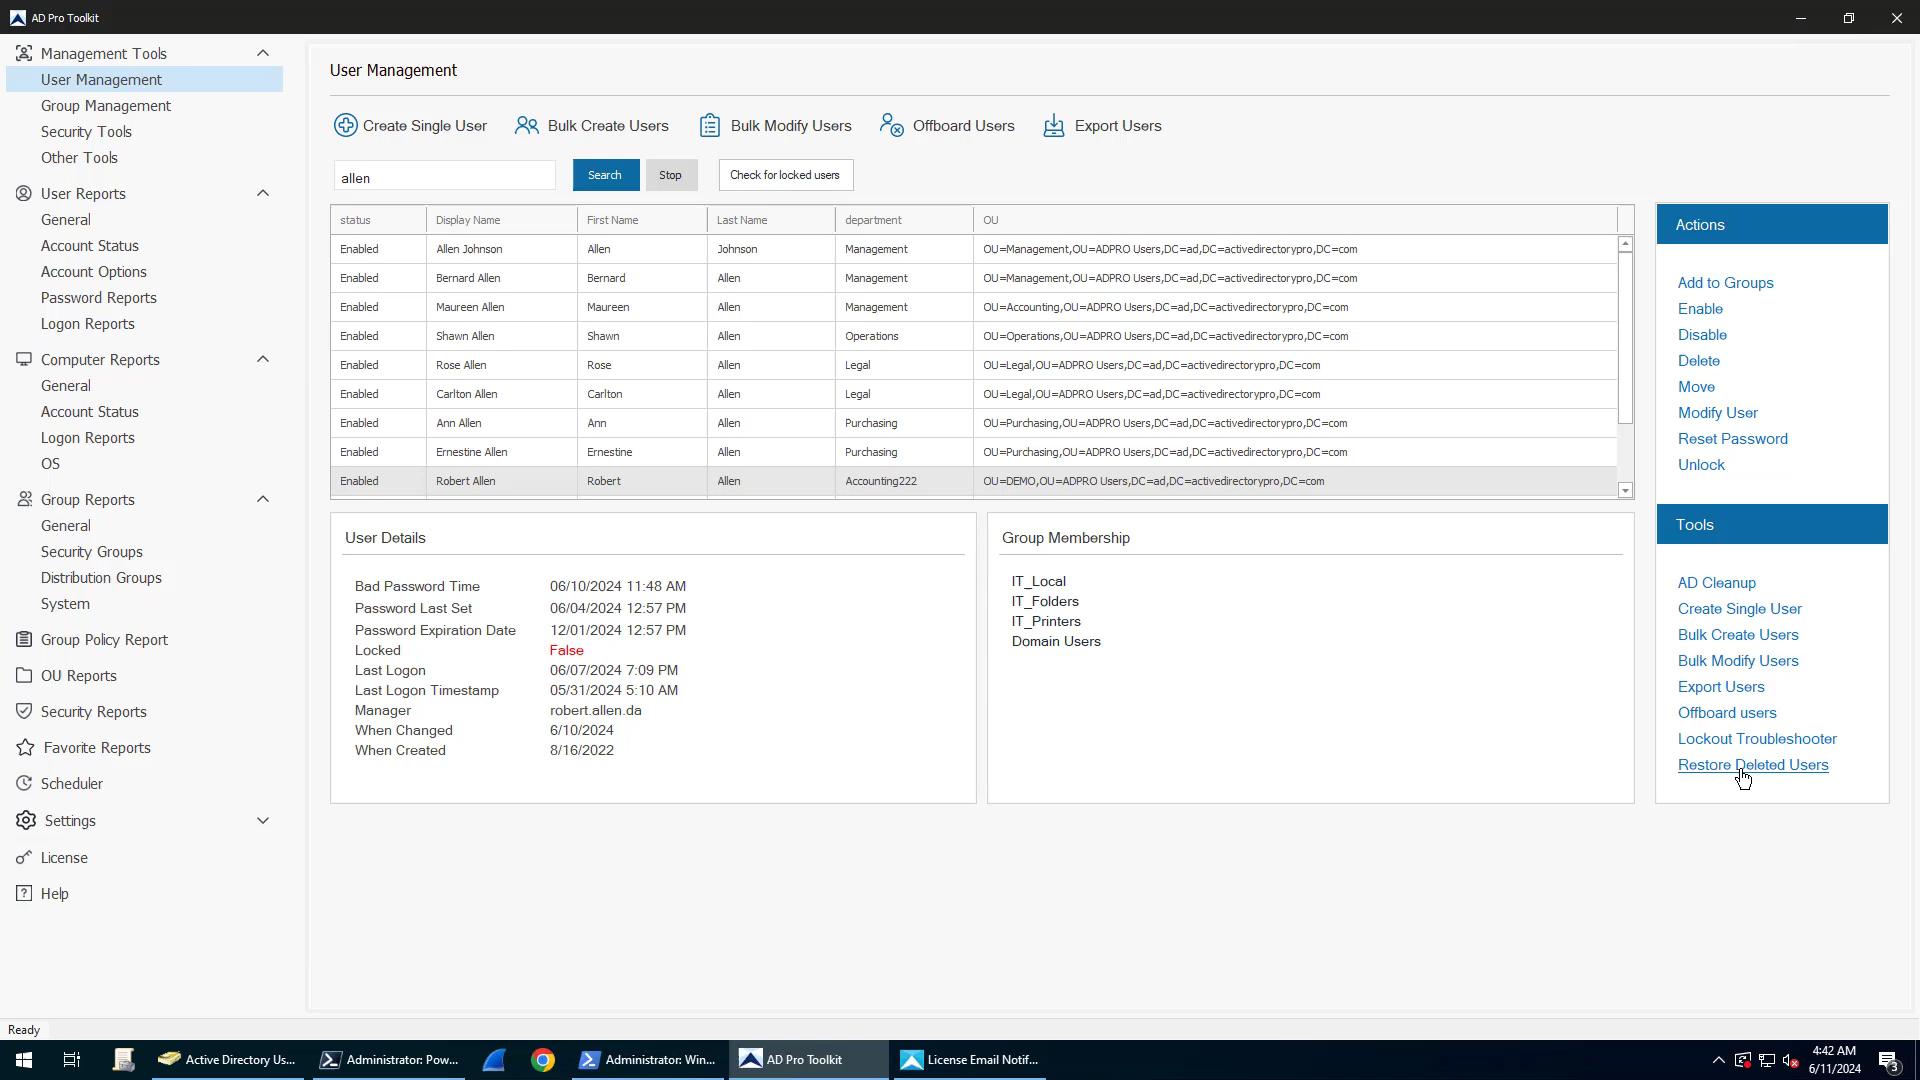 AD Pro Toolkit
Management Tools
User Management
Group Management
Security Tools
Other Tools
User Reports
General
Account Status
Account Options
Password Reports
Logon Reports
Computer Reports
General
Account Status
Logon Reports
OS
Group Reports
General
Security Groups
Distribution Groups
System
Group Policy Report
OU Reports
Security Reports
Favorite Reports
Scheduler
Settings
License
Help
User Management
Create Single User Bulk Create Users Bulk Modify Users Offboard Users Export Users
allen Search Stop Check for locked users
status Display Name First Name Last Name department OU
Enabled Allen Johnson Allen Johnson Management OU=Management,OU=ADPRO Users,DC=ad,DC=activedirectorypro,DC=com
Enabled Bernard Allen Bernard Allen Management OU=Management,OU=ADPRO Users,DC=ad,DC=activedirectorypro,DC=com
Enabled Maureen Allen Maureen Allen Management OU=Accounting,OU=ADPRO Users,DC=ad,DC=activedirectorypro,DC=com
Enabled Shawn Allen Shawn Allen Operations OU=Operations,OU=ADPRO Users,DC=ad,DC=activedirectorypro,DC=com
Enabled Rose Allen Rose Allen Legal OU=Legal,OU=ADPRO Users,DC=ad,DC=activedirectorypro,DC=com
Enabled Carlton Allen Carlton Allen Legal OU=Legal,OU=ADPRO Users,DC=ad,DC=activedirectorypro,DC=com
Enabled Ann Allen Ann Allen Purchasing OU=Purchasing,OU=ADPRO Users,DC=ad,DC=activedirectorypro,DC=com
Enabled Ernestine Allen Ernestine Allen Purchasing OU=Purchasing,OU=ADPRO Users,DC=ad,DC=activedirectorypro,DC=com
Enabled Robert Allen Robert Allen Accounting222 OU=DEMO,OU=ADPRO Users,DC=ad,DC=activedirectorypro,DC=com
User Details
Bad Password Time 06/10/2024 11:48 AM
Password Last Set 06/04/2024 12:57 PM
Password Expiration Date 12/01/2024 12:57 PM
Locked False
Last Logon 06/07/2024 7:09 PM
Last Logon Timestamp 05/31/2024 5:10 AM
Manager robert.allen.da
When Changed 6/10/2024
When Created 8/16/2022
Group Membership
IT_Local
IT_Folders
IT_Printers
Domain Users
Actions
Add to Groups
Enable
Disable
Delete
Move
Modify User
Reset Password
Unlock
Tools
AD Cleanup
Create Single User
Bulk Create Users
Bulk Modify Users
Export Users
Offboard users
Lockout Troubleshooter
Restore Deleted Users
Ready
Active Directory Us... Administrator: Pow... Administrator: Win... AD Pro Toolkit License Email Notif...
4:42 AM
6/11/2024
3